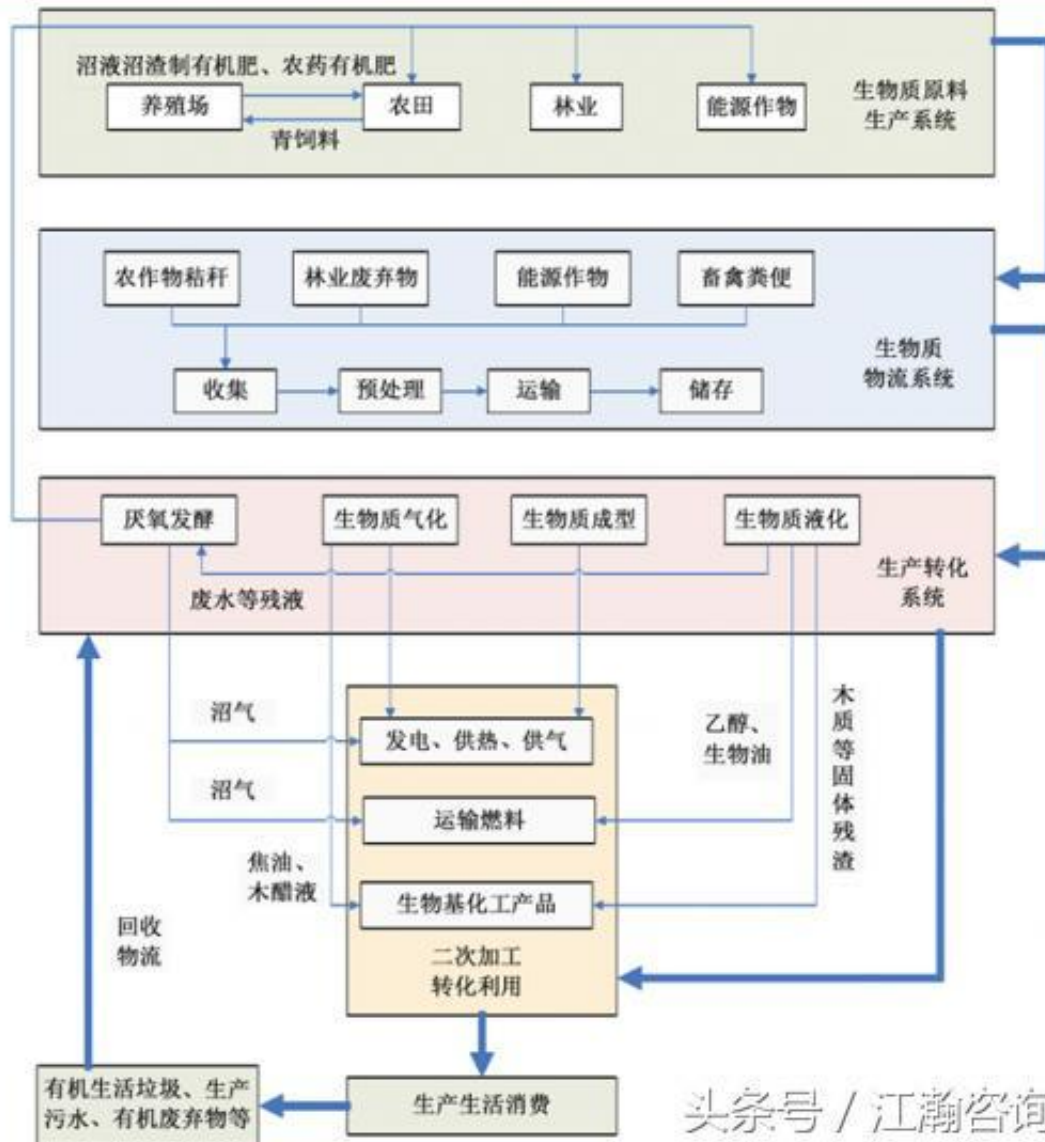 沼液沼渣制有机肥、农药有机肥
养殖场
农田
林业
能源作物
青饲料
生物质原料
生产系统
农作物秸秆
林业废弃物
能源作物
畜禽粪便
收集
预处理
运输
储存
生物质
物流系统
厌氧发酵
生物质气化
生物质成型
生物质液化
废水等残液
生产转化
系统
沼气
发电、供热、供气
乙醇、
生物油
木质等固体残渣
沼气
运输燃料
焦油、
木醋液
生物基化工产品
回收
物流
二次加工
转化利用
有机生活垃圾、生产
污水、有机废弃物等
生产生活消费
头条号 / 江瀚咨询